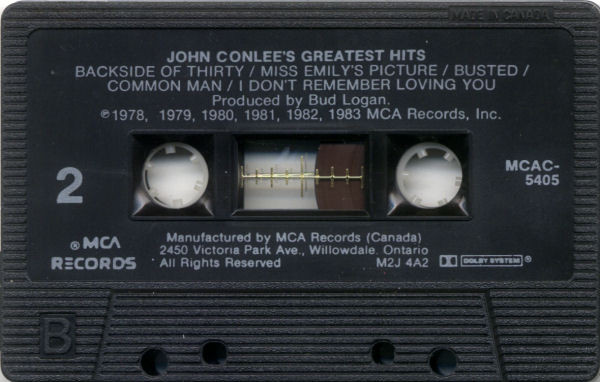 MADE IN CANADA
JOHN CONLEE'S GREATEST HITS
BACKSIDE OF THIRTY / MISS EMILY'S PICTURE / BUSTED /
COMMON MAN / I DON'T REMEMBER LOVING YOU
Produced by Bud Logan.
℗1978, 1979, 1980, 1981, 1982, 1983 MCA Records, Inc.
2
MCAC-
5405
®MCA
RECORDS
Manufactured by MCA Records (Canada)
2450 Victoria Park Ave., Willowdale, Ontario
All Rights Reserved M2J 4A2 DOLBY SYSTEM®
B